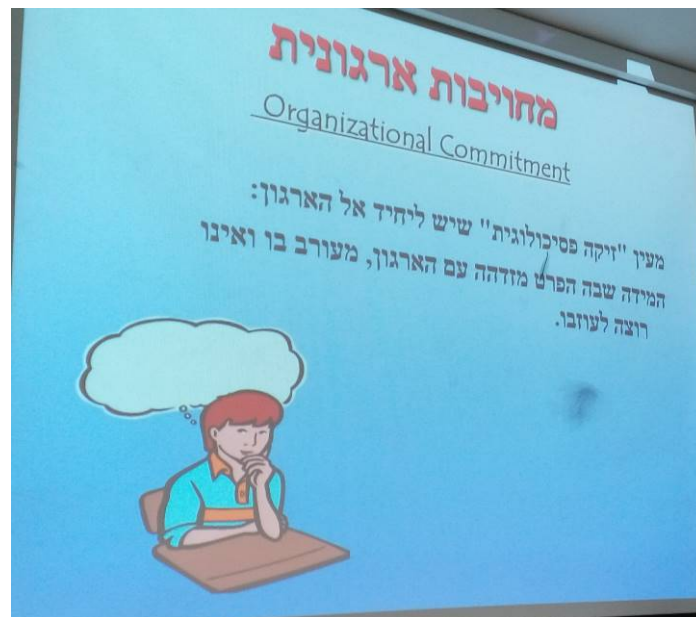 מחויבות ארגונית
Organizational Commitment
מעין "זיקה פסיכולוגית" שיש ליחיד אל הארגון:
המידה שבה הפרט מזדהה עם הארגון, מעורב בו ואינו
רוצה לעוזבו.